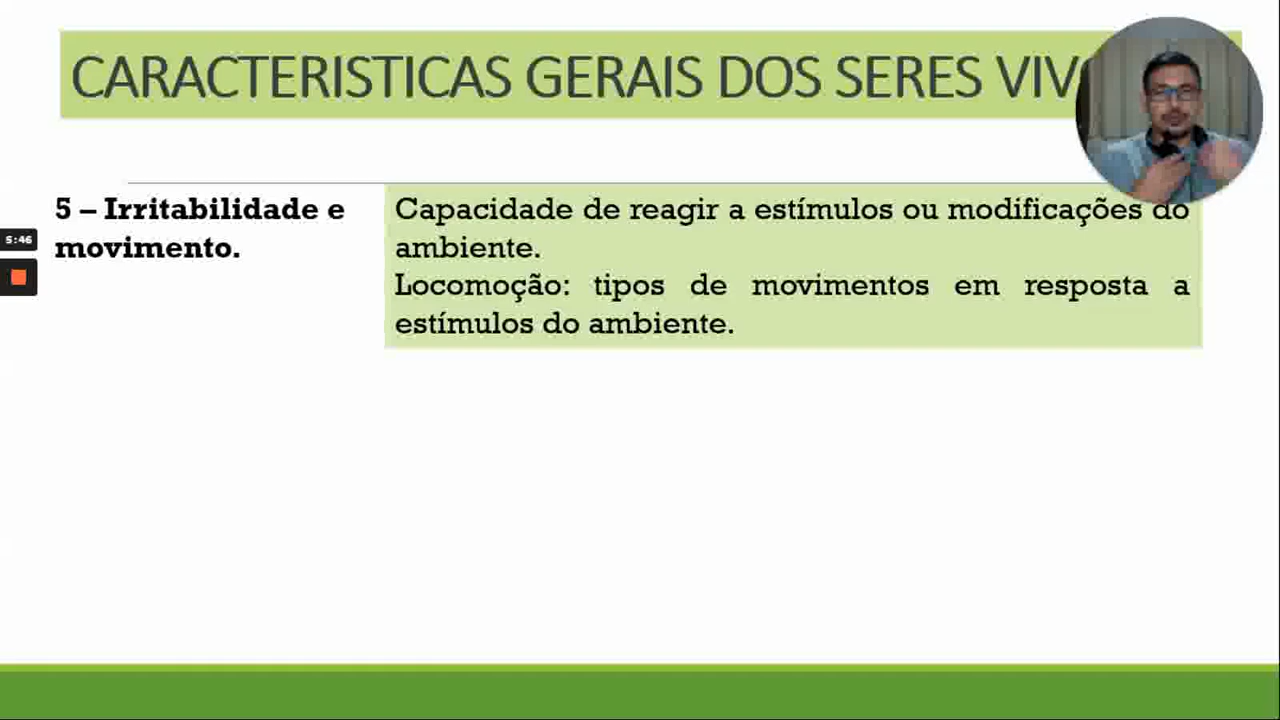 CARACTERISTICAS GERAIS DOS SERES
5 – Irritabilidade e
movimento.
Capacidade de reagir a estímulos ou modificações do
ambiente.
Locomoção: tipos de movimentos em resposta a
estímulos do ambiente.
5:46